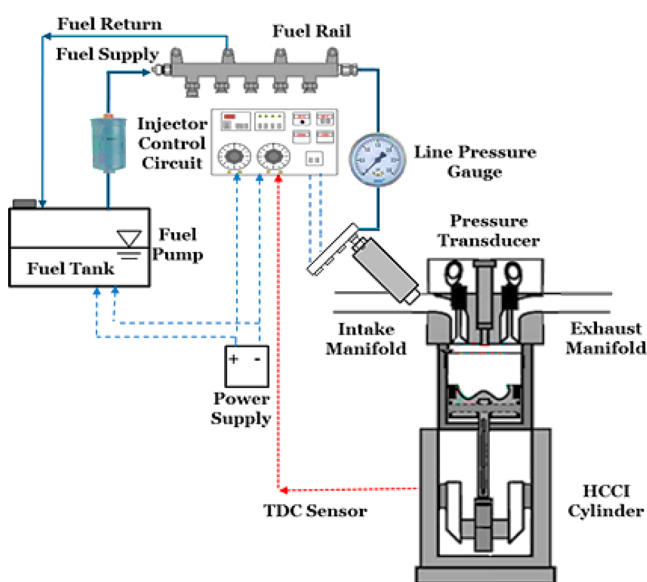 Fuel Return
Fuel Rail
Fuel Supply
Injector
Control
Circuit
Line Pressure
Gauge
Pressure
Transducer
Fuel
Pump
Fuel Tank
Intake
Manifold
Exhaust
Manifold
+ -
Power
Supply
HCCI
Cylinder
TDC Sensor